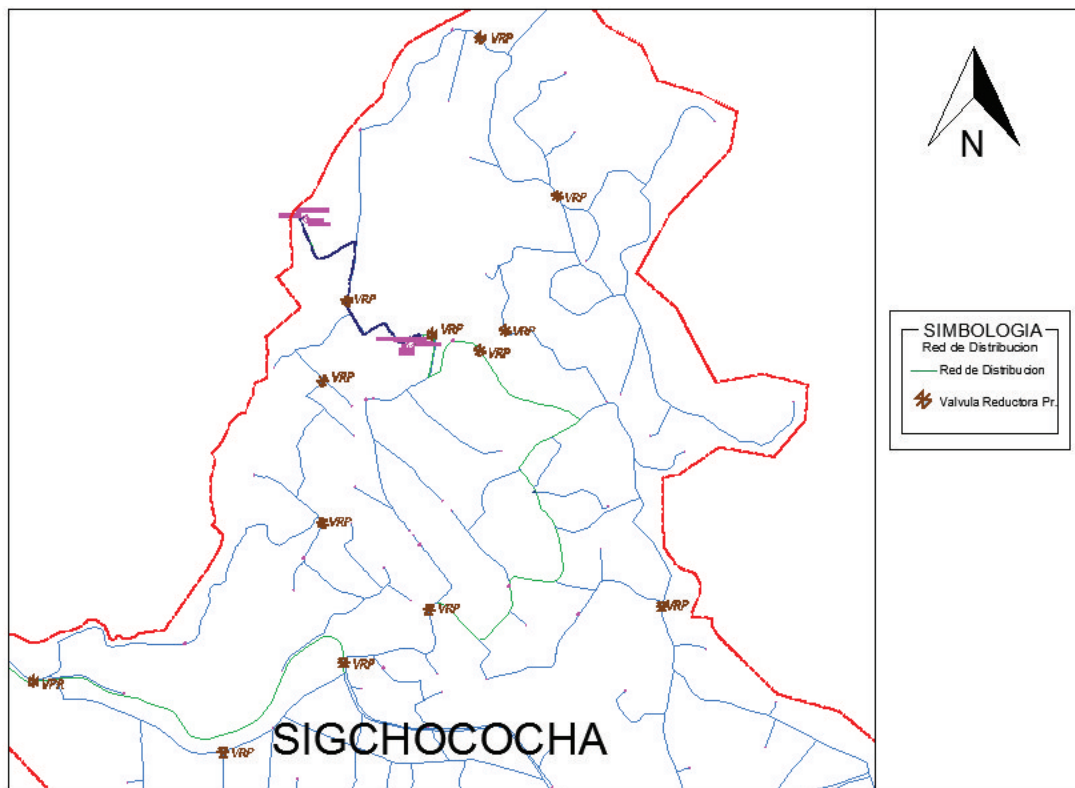 VRP
N
VRP
VRP
VRP
VRP
VRP
VRP
SIMBOLOGIA
Red de Distribucion
Red de Distribucion
Valvula Reductora Pr.
VRP
VRP
VRP
VRP
VPR
SIGCHOCOCHA
VRP